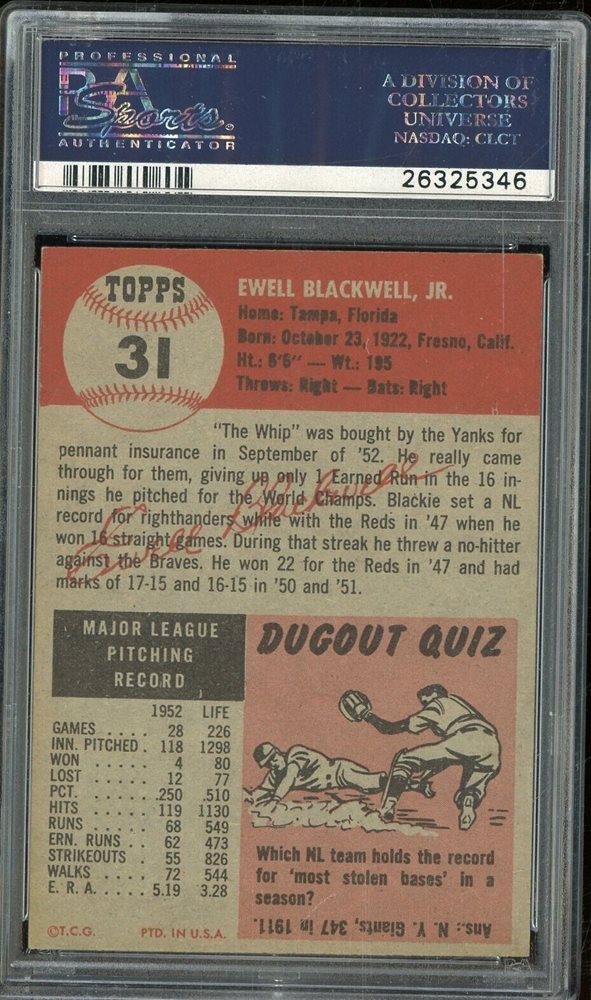 PROFESSIONAL
PSA
Sports.
AUTHENTICATOR
A DIVISION OF
COLLECTORS
UNIVERSE
NASDAQ: CLCT
26325346
TOPPS
31
EWELL BLACKWELL, JR.
Home: Tampa, Florida
Born: October 23, 1922, Fresno, Calif.
Ht.: 6'6" — Wt.: 195
Throws: Right — Bats: Right
"The Whip" was bought by the Yanks for
pennant insurance in September of '52. He really came
through for them, giving up only 1 Earned Run in the 16 in-
nings he pitched for the World Champs. Blackie set a NL
record for righthanders while with the Reds in '47 when he
won 16 straight games. During that streak he threw a no-hitter
against the Braves. He won 22 for the Reds in '47 and had
marks of 17-15 and 16-15 in '50 and '51.
Ewell Blackwell
MAJOR LEAGUE
PITCHING
RECORD
1952 LIFE
GAMES . . . . 28 226
INN. PITCHED . 118 1298
WON . . . . . 4 80
LOST . . . . . 12 77
PCT. . . . . . .250 .510
HITS . . . . . 119 1130
RUNS . . . . . 68 549
ERN. RUNS . . 62 473
STRIKEOUTS . 55 826
WALKS . . . . 72 544
E. R. A. . . . . 5.19 3.28
©T.C.G. PTD. IN U.S.A.
DUGOUT QUIZ
Which NL team holds the record
for 'most stolen bases' in a
season?
Ans.: N. Y. Giants, 347 in 1911.